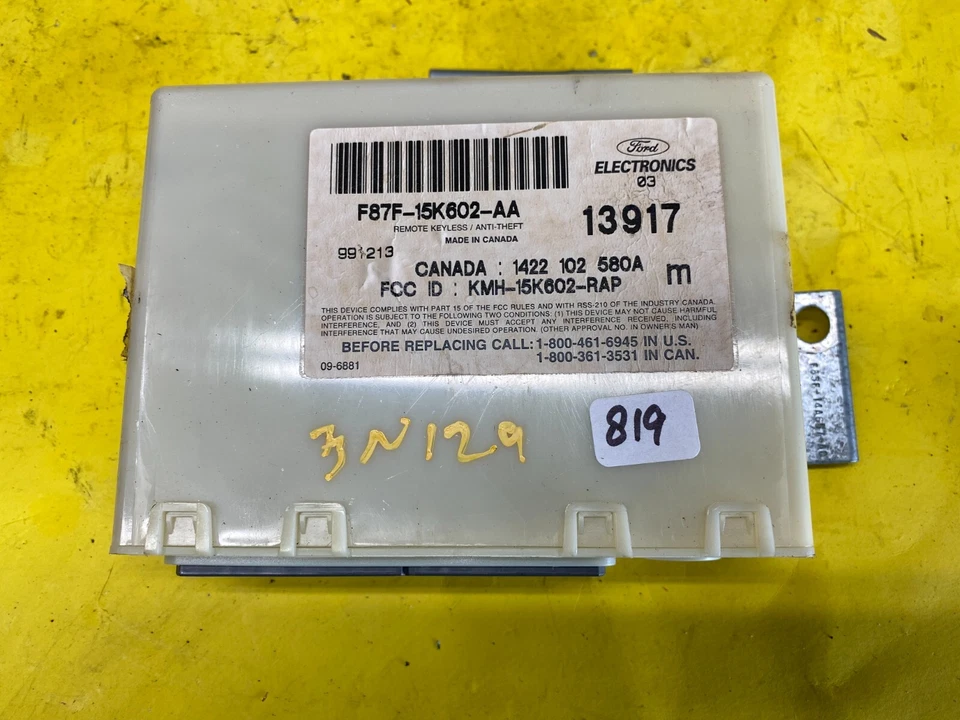 Ford
ELECTRONICS
03
F87F-15K602-AA
13917
REMOTE KEYLESS / ANTI-THEFT
MADE IN CANADA
991213
CANADA : 1422 102 580A
m
FCC ID : KMH-15K602-RAP
THIS DEVICE COMPLIES WITH PART 15 OF THE FCC RULES AND WITH RSS-210 OF THE INDUSTRY CANADA.
OPERATION IS SUBJECT TO THE FOLLOWING TWO CONDITIONS: (1) THIS DEVICE MAY NOT CAUSE HARMFUL
INTERFERENCE, AND (2) THIS DEVICE MUST ACCEPT ANY INTERFERENCE RECEIVED, INCLUDING
INTERFERENCE THAT MAY CAUSE UNDESIRED OPERATION. (OTHER APPROVAL NO. IN OWNER'S MAN)
BEFORE REPLACING CALL: 1-800-461-6945 IN U.S.
1-800-361-3531 IN CAN.
09-6881
3N129
819